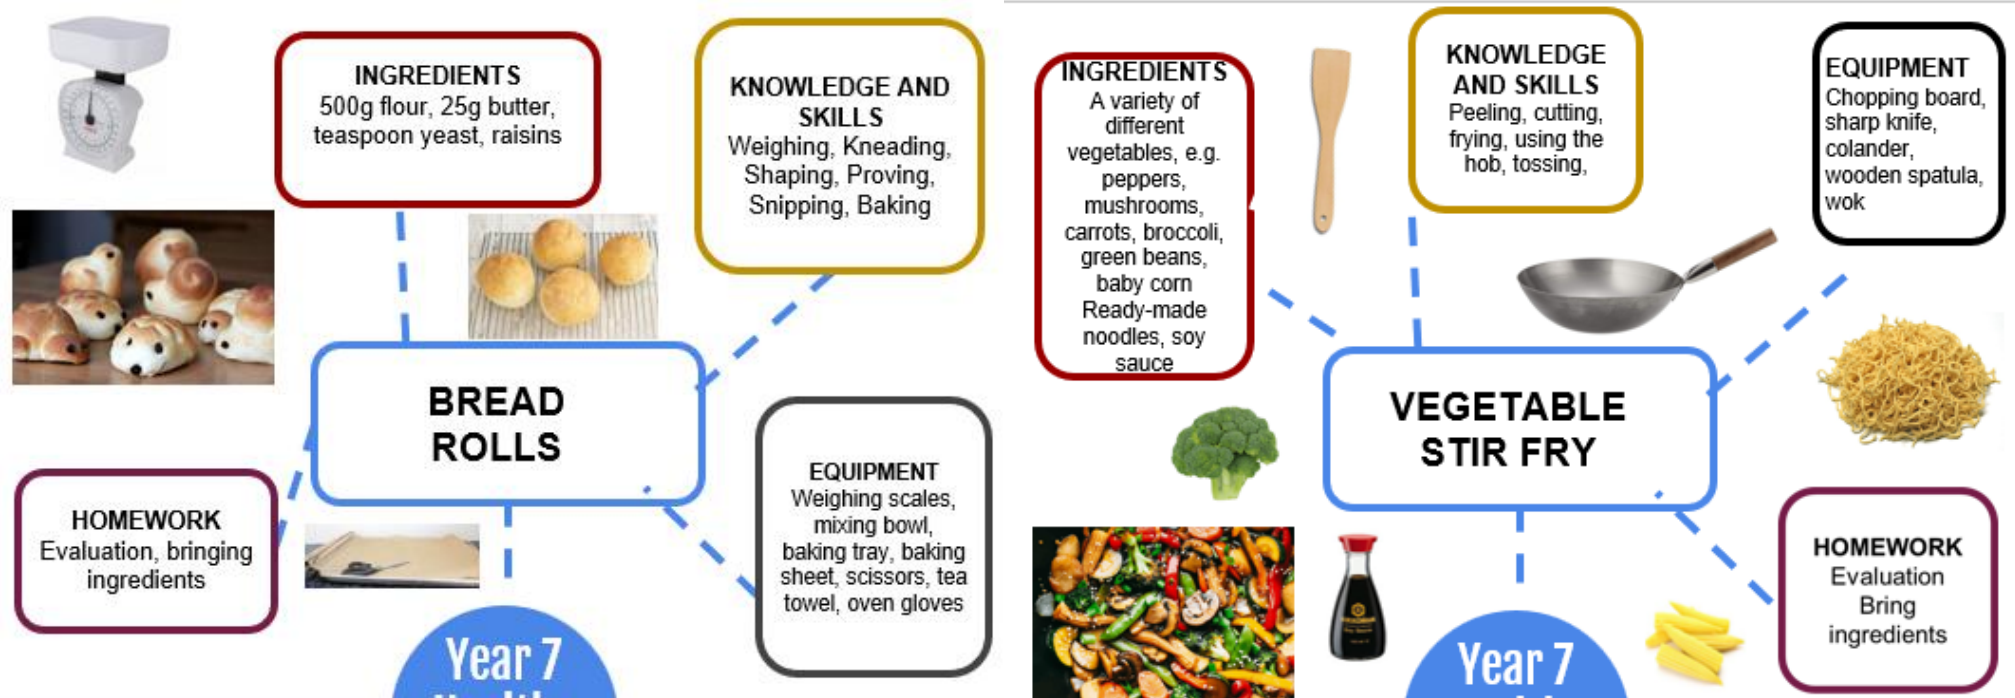 INGREDIENTS
500g flour, 25g butter,
teaspoon yeast, raisins
KNOWLEDGE AND
SKILLS
Weighing, Kneading,
Shaping, Proving,
Snipping, Baking
BREAD
ROLLS
HOMEWORK
Evaluation, bringing
ingredients
EQUIPMENT
Weighing scales,
mixing bowl,
baking tray, baking
sheet, scissors, tea
towel, oven gloves
Year 7
INGREDIENTS
A variety of
different
vegetables, e.g.
peppers,
mushrooms,
carrots, broccoli,
green beans,
baby corn
Ready-made
noodles, soy
sauce
KNOWLEDGE
AND SKILLS
Peeling, cutting,
frying, using the
hob, tossing,
EQUIPMENT
Chopping board,
sharp knife,
colander,
wooden spatula,
wok
VEGETABLE
STIR FRY
HOMEWORK
Evaluation
Bring
ingredients
Year 7